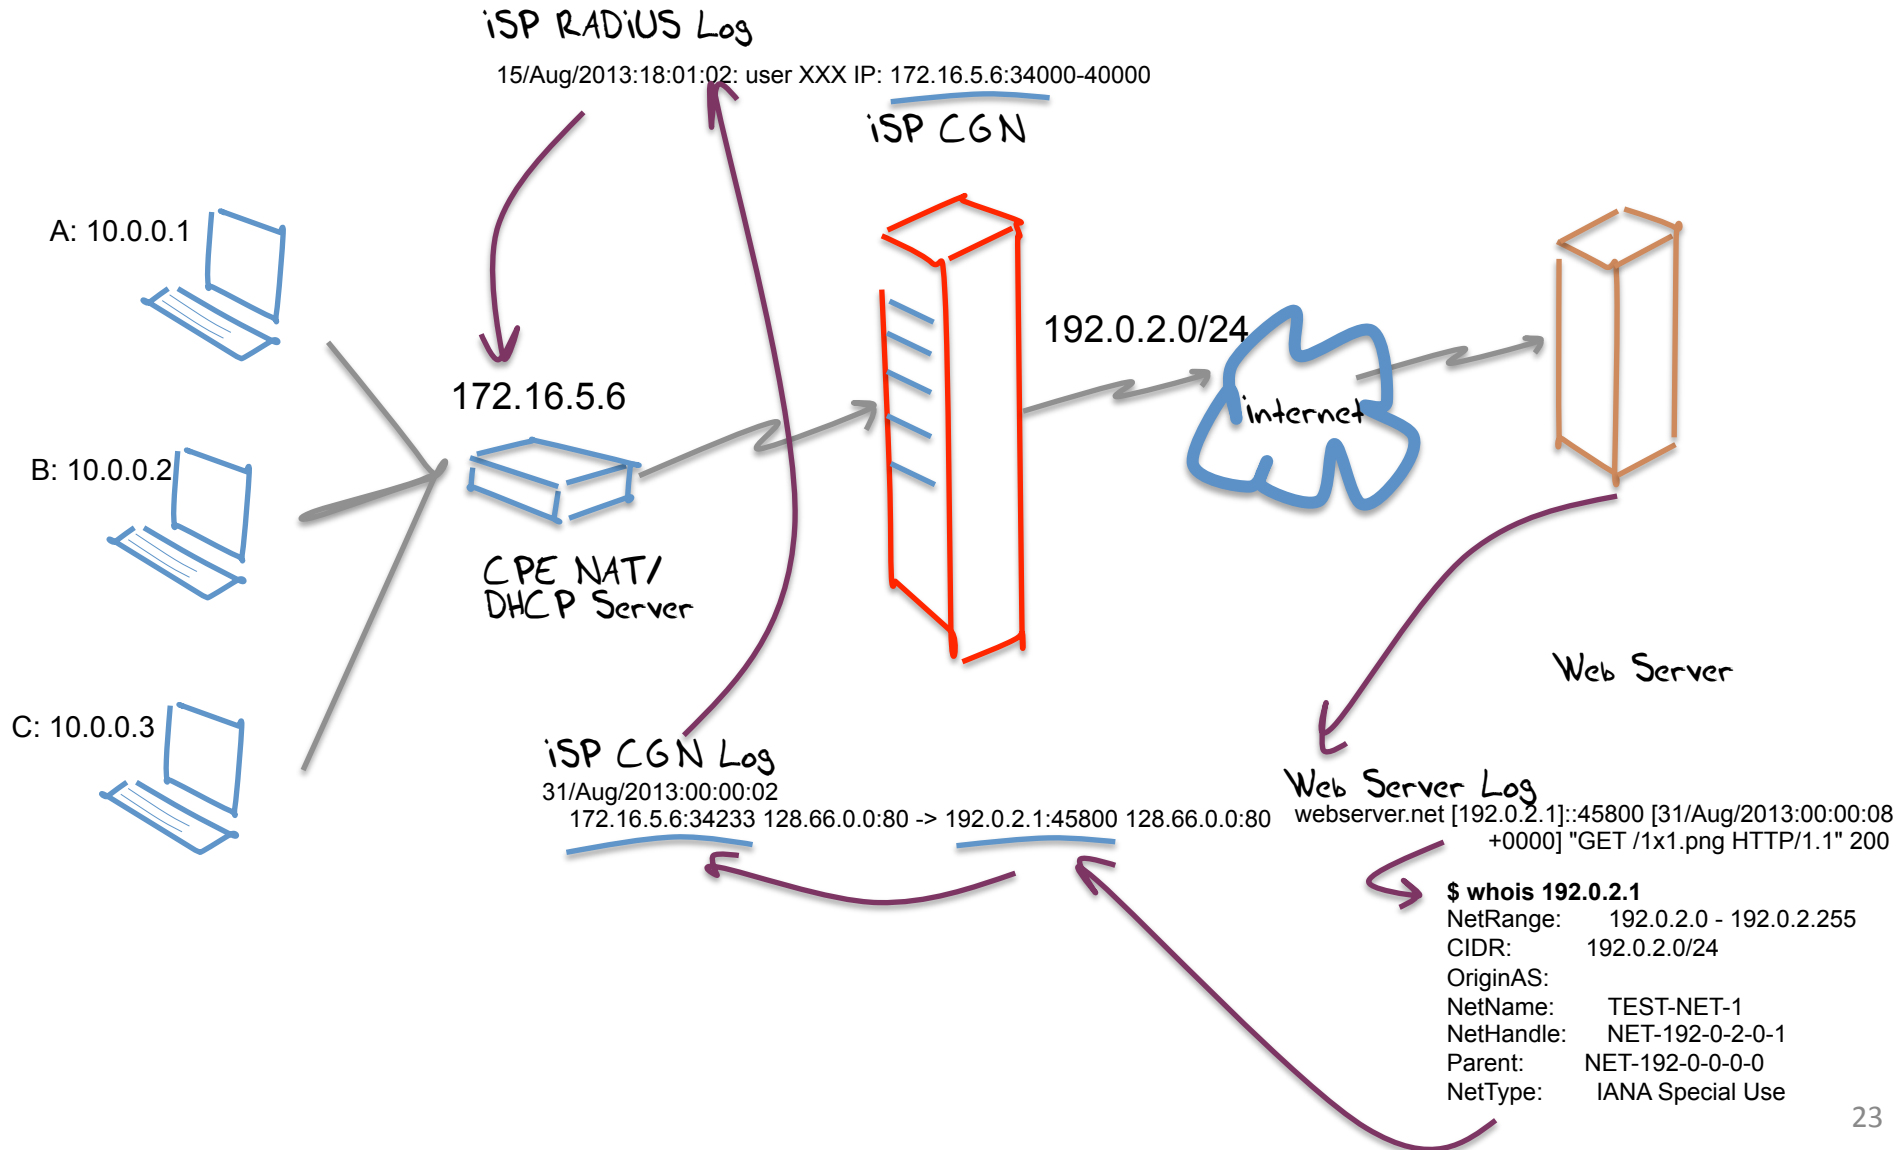 iSP RADiUS Log
15/Aug/2013:18:01:02: user XXX IP: 172.16.5.6:34000-40000
iSP CGN
A: 10.0.0.1
192.0.2.0/24
172.16.5.6
internet
B: 10.0.0.2
CPE NAT/
DHCP Server
Web Server
C: 10.0.0.3
iSP CGN Log
31/Aug/2013:00:00:02
172.16.5.6:34233 128.66.0.0:80 -> 192.0.2.1:45800 128.66.0.0:80
Web Server Log
webserver.net [192.0.2.1]::45800 [31/Aug/2013:00:00:08
+0000] "GET /1x1.png HTTP/1.1" 200
$ whois 192.0.2.1
NetRange: 192.0.2.0 - 192.0.2.255
CIDR: 192.0.2.0/24
OriginAS:
NetName: TEST-NET-1
NetHandle: NET-192-0-2-0-1
Parent: NET-192-0-0-0-0
NetType: IANA Special Use
23